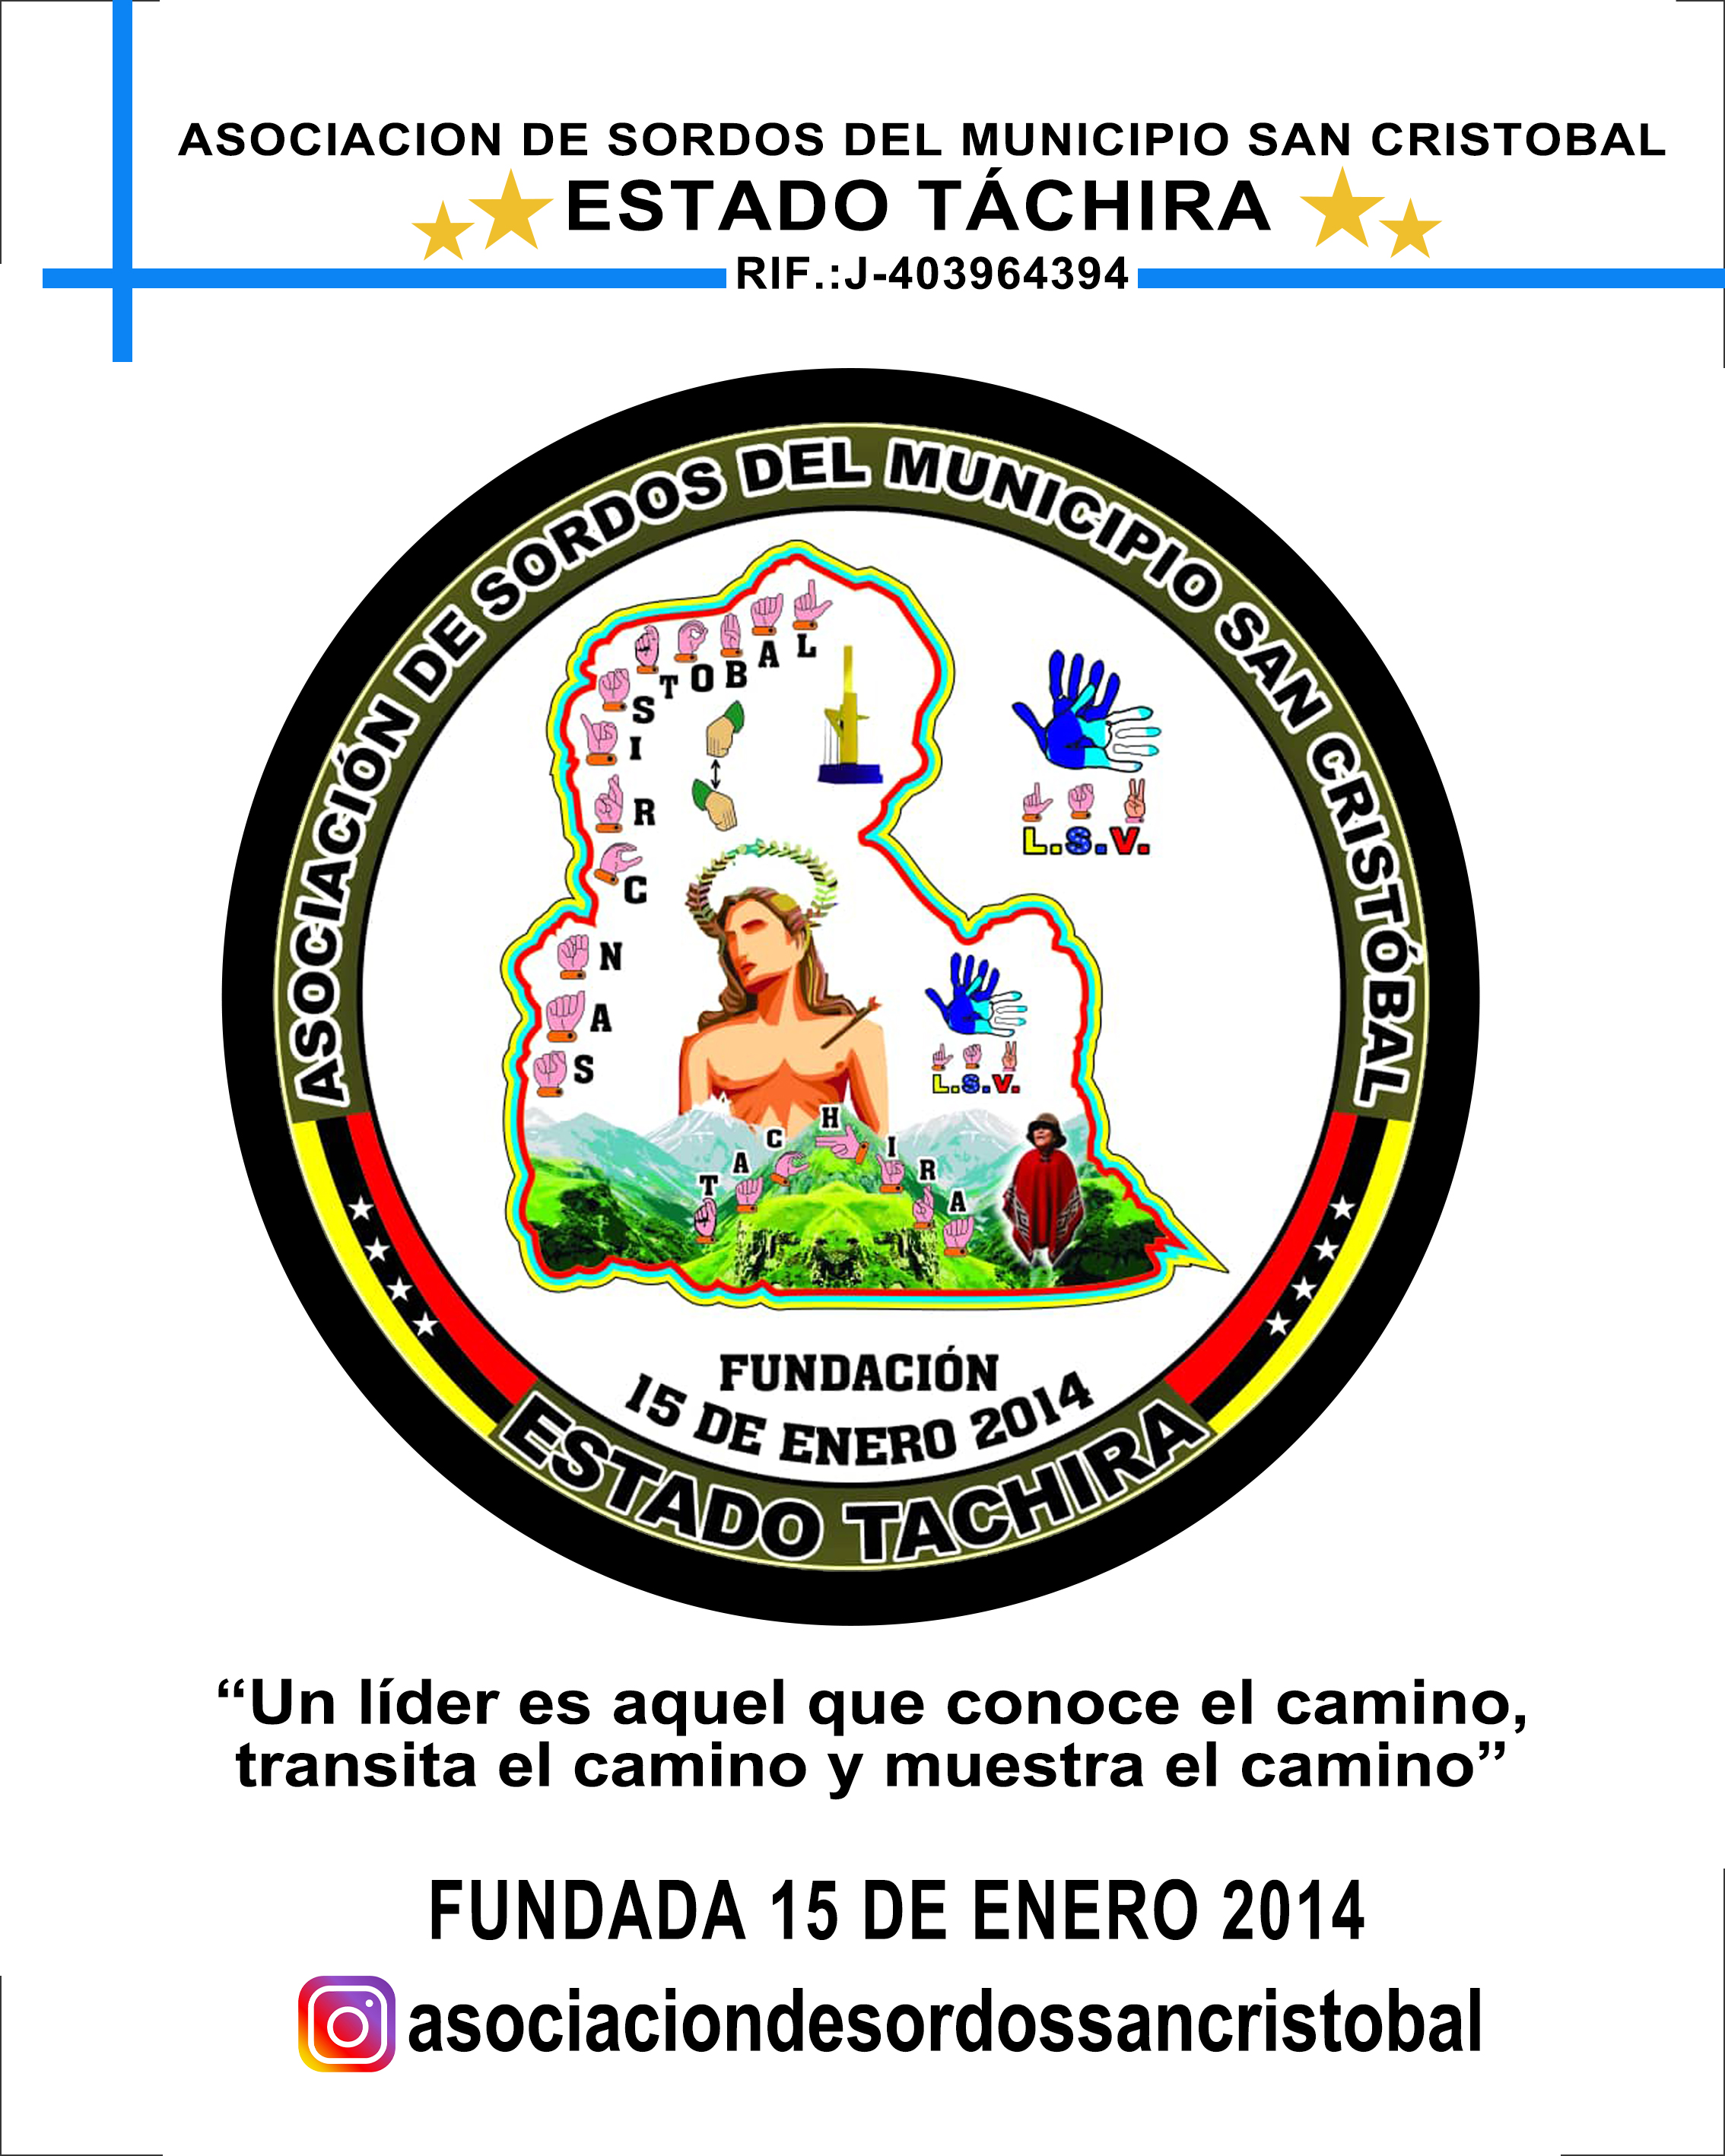 ASOCIACION DE SORDOS DEL MUNICIPIO SAN CRISTOBAL
ESTADO TÁCHIRA
RIF.:J-403964394
ASOCIACIÓN DE SORDOS DEL MUNICIPIO SAN CRISTÓBAL
SAN CRISTOBAL
L.S.V.
L.S.V.
TACHIRA
FUNDACIÓN
15 DE ENERO 2014
ESTADO TACHIRA
“Un líder es aquel que conoce el camino,
transita el camino y muestra el camino”
FUNDADA 15 DE ENERO 2014
asociaciondesordossancristobal